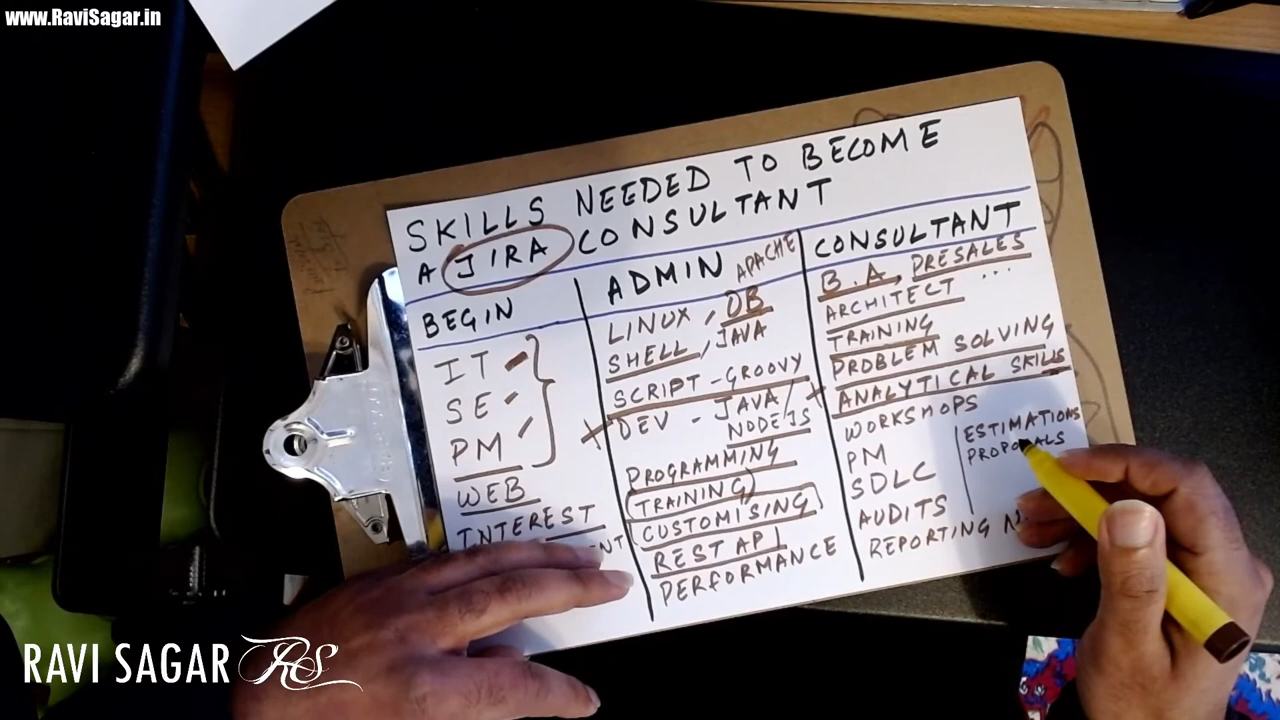 www.RaviSagar.in
SKILLS NEEDED TO BECOME
A JIRA CONSULTANT
BEGIN
IT
SE
PM
WEB
INTEREST
ADMIN
APACHE
LINUX, DB
SHELL, JAVA
SCRIPT - GROOVY
DEV - JAVA/
NODEJS
PROGRAMMING
(TRAINING)
CUSTOMISING
REST API
PERFORMANCE
CONSULTANT
B.A, PRESALES
ARCHITECT ...
TRAINING
PROBLEM SOLVING
ANALYTICAL SKILLS
WORKSHOPS
PM
SDLC
AUDITS
REPORTING
ESTIMATIONS
PROPOSALS
RAVI SAGAR RS